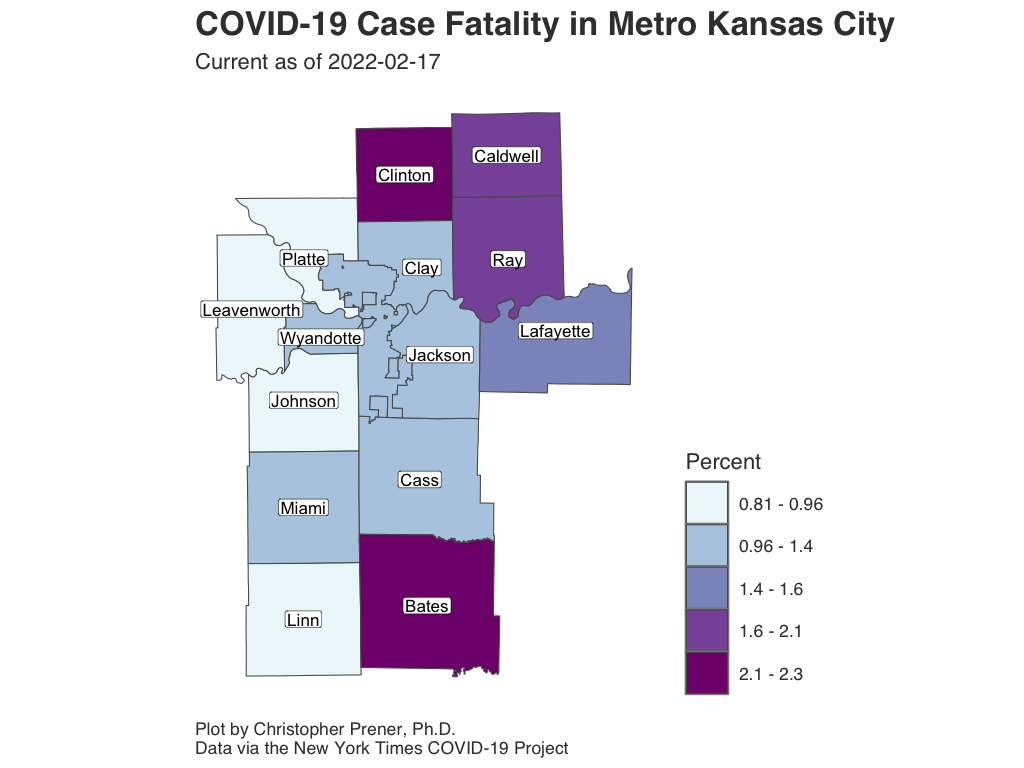 COVID-19 Case Fatality in Metro Kansas City
Current as of 2022-02-17
Caldwell
Clinton
Platte
Clay
Ray
Leavenworth
Wyandotte
Lafayette
Jackson
Johnson
Cass
Miami
Bates
Linn
Percent
0.81 - 0.96
0.96 - 1.4
1.4 - 1.6
1.6 - 2.1
2.1 - 2.3
Plot by Christopher Prener, Ph.D.
Data via the New York Times COVID-19 Project